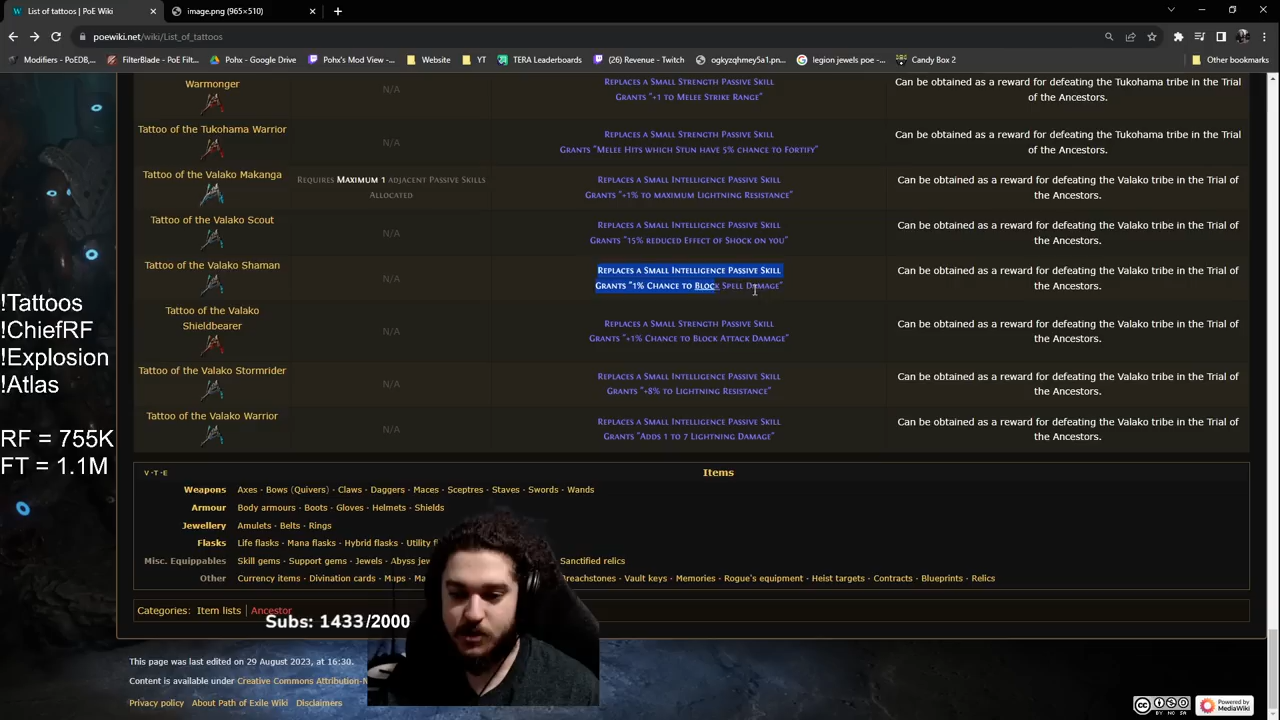 List of tattoos | PoE Wiki
image.png (965×510)
poewiki.net/wiki/List_of_tattoos
Modifiers - PoEDB,...
FilterBlade - PoE Filt...
Pohx - Google Drive
Pohx's Mod View -...
Website
YT
TERA Leaderboards
(26) Revenue - Twitch
ogkyzqhmey5a1.pn...
legion jewels poe -...
Candy Box 2
Other bookmarks
Warmonger
N/A
Replaces a Small Strength Passive Skill
Grants "+1 to Melee Strike Range"
Can be obtained as a reward for defeating the Tukohama tribe in the Trial
of the Ancestors.
Tattoo of the Tukohama Warrior
N/A
Replaces a Small Strength Passive Skill
Grants "Melee Hits which Stun have 5% chance to Fortify"
Can be obtained as a reward for defeating the Tukohama tribe in the Trial
of the Ancestors.
Tattoo of the Valako Makanga
Requires Maximum 1 adjacent Passive Skills
Allocated
Replaces a Small Intelligence Passive Skill
Grants "+1% to maximum Lightning Resistance"
Can be obtained as a reward for defeating the Valako tribe in the Trial of
the Ancestors.
Tattoo of the Valako Scout
N/A
Replaces a Small Intelligence Passive Skill
Grants "15% reduced Effect of Shock on you"
Can be obtained as a reward for defeating the Valako tribe in the Trial of
the Ancestors.
Tattoo of the Valako Shaman
N/A
Replaces a Small Intelligence Passive Skill
Grants "1% Chance to Block Spell Damage"
Can be obtained as a reward for defeating the Valako tribe in the Trial of
the Ancestors.
Tattoo of the Valako
Shieldbearer
N/A
Replaces a Small Strength Passive Skill
Grants "+1% Chance to Block Attack Damage"
Can be obtained as a reward for defeating the Valako tribe in the Trial of
the Ancestors.
Tattoo of the Valako Stormrider
N/A
Replaces a Small Intelligence Passive Skill
Grants "+8% to Lightning Resistance"
Can be obtained as a reward for defeating the Valako tribe in the Trial of
the Ancestors.
Tattoo of the Valako Warrior
N/A
Replaces a Small Intelligence Passive Skill
Grants "Adds 1 to 7 Lightning Damage"
Can be obtained as a reward for defeating the Valako tribe in the Trial of
the Ancestors.
!Tattoos
!ChiefRF
!Explosion
!Atlas
RF = 755K
FT = 1.1M
V · T · E
Items
Weapons Axes · Bows (Quivers) · Claws · Daggers · Maces · Sceptres · Staves · Swords · Wands
Armour Body armours · Boots · Gloves · Helmets · Shields
Jewellery Amulets · Belts · Rings
Flasks Life flasks · Mana flasks · Hybrid flasks · Utility
Misc. Equippables Skill gems · Support gems · Jewels · Abyss Sanctified relics
Other Currency items · Divination cards · Maps · Breachstones · Vault keys · Memories · Rogue's equipment · Heist targets · Contracts · Blueprints · Relics
Categories: Item lists | Ancestor
Subs: 1433/2000
This page was last edited on 29 August 2023, at 16:30.
Content is available under Creative Commons
Privacy policy About Path of Exile Wiki Disclaimers
Powered by
MediaWiki